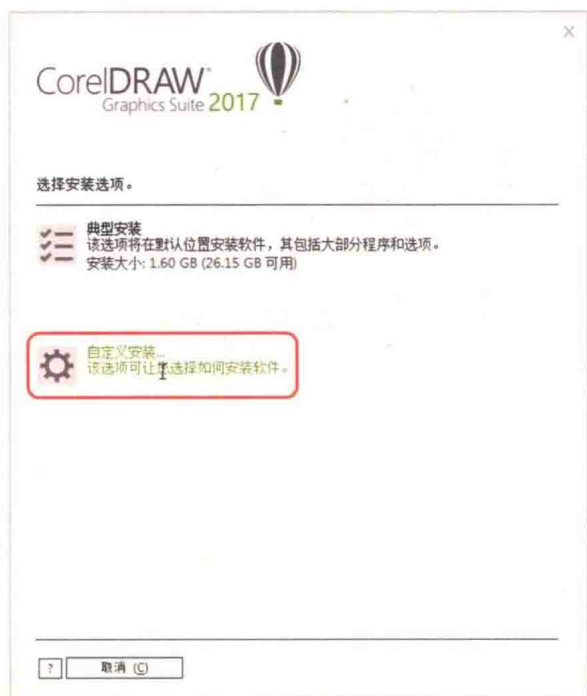 CorelDRAW
Graphics Suite 2017
选择安装选项。
典型安装
该选项将在默认位置安装软件，其包括大部分程序和选项。
安装大小: 1.60 GB (26.15 GB 可用)
自定义安装...
该选项可让您选择如何安装软件。
? 取消 (C)